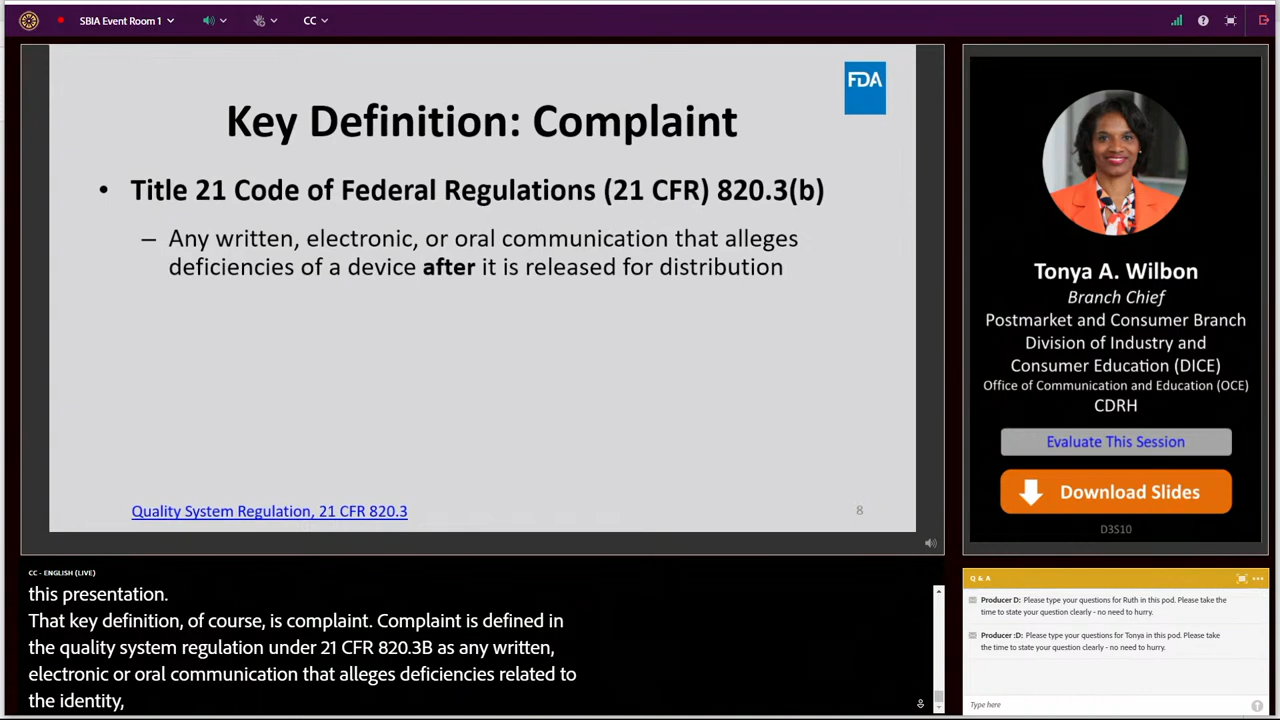 SBIA Event Room 1
CC
FDA
Key Definition: Complaint
• Title 21 Code of Federal Regulations (21 CFR) 820.3(b)
– Any written, electronic, or oral communication that alleges
deficiencies of a device after it is released for distribution
Quality System Regulation, 21 CFR 820.3
8
Tonya A. Wilbon
Branch Chief
Postmarket and Consumer Branch
Division of Industry and
Consumer Education (DICE)
Office of Communication and Education (OCE)
CDRH
Evaluate This Session
Download Slides
D3S10
CC - ENGLISH (LIVE)
this presentation.
That key definition, of course, is complaint. Complaint is defined in
the quality system regulation under 21 CFR 820.3B as any written,
electronic or oral communication that alleges deficiencies related to
the identity,
Q & A
Producer D: Please type your questions for Ruth in this pod. Please take the
time to state your question clearly - no need to hurry.
Producer :D: Please type your questions for Tonya in this pod. Please take
the time to state your question clearly - no need to hurry.
Type here